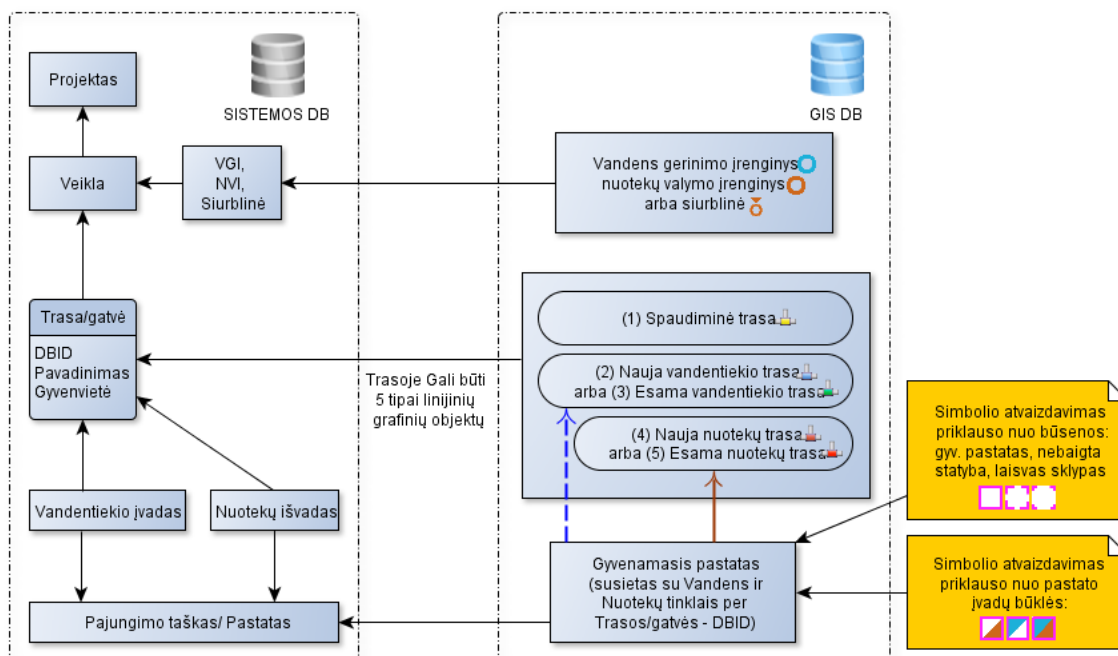 SISTEMOS DB
GIS DB
Projektas
Veikla
VGI,
NVI,
Siurblinė
Vandens gerinimo įrenginys
nuotekų valymo įrenginys
arba siurblinė
Trasa/gatvė
DBID
Pavadinimas
Gyvenvietė
Trasoje Gali būti
5 tipai linijinių
grafinių objektų
(1) Spaudiminė trasa
(2) Nauja vandentiekio trasa
arba (3) Esama vandentiekio trasa
(4) Nauja nuotekų trasa
arba (5) Esama nuotekų trasa
Simbolio atvaizdavimas
priklauso nuo būsenos:
gyv. pastatas, nebaigta
statyba, laisvas sklypas
Vandentiekio įvadas
Nuotekų išvadas
Gyvenamasis pastatas
(susietas su Vandens ir
Nuotekų tinklais per
Trasos/gatvės - DBID)
Simbolio atvaizdavimas
priklauso nuo pastato
įvadų būklės:
Pajungimo taškas/ Pastatas